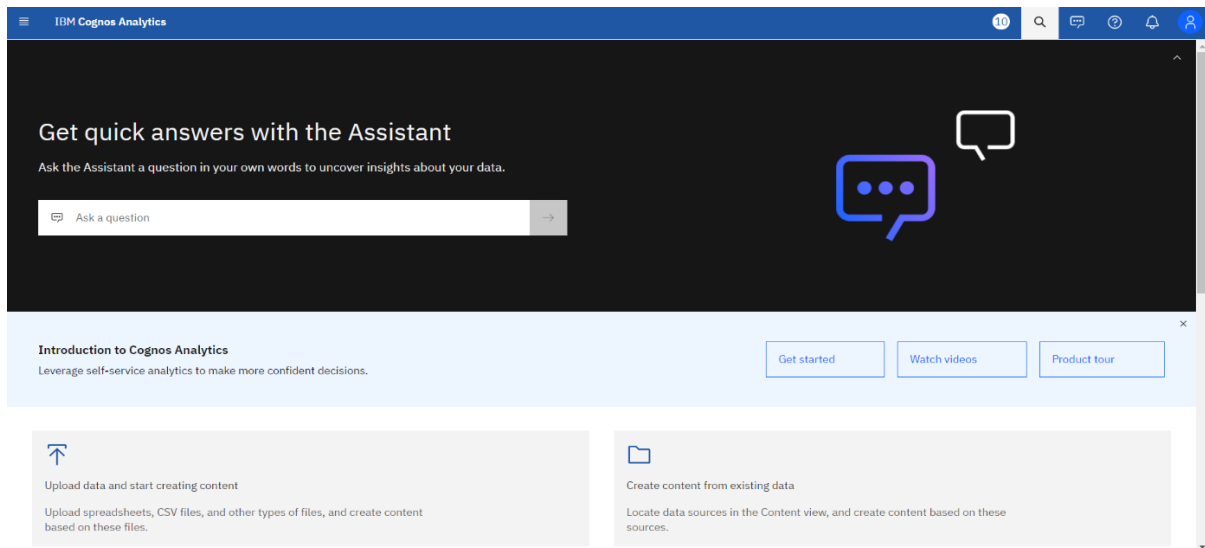 IBM Cognos Analytics
10
Get quick answers with the Assistant
Ask the Assistant a question in your own words to uncover insights about your data.
Ask a question
Introduction to Cognos Analytics
Leverage self-service analytics to make more confident decisions.
Get started
Watch videos
Product tour
Upload data and start creating content
Upload spreadsheets, CSV files, and other types of files, and create content
based on these files.
Create content from existing data
Locate data sources in the Content view, and create content based on these
sources.